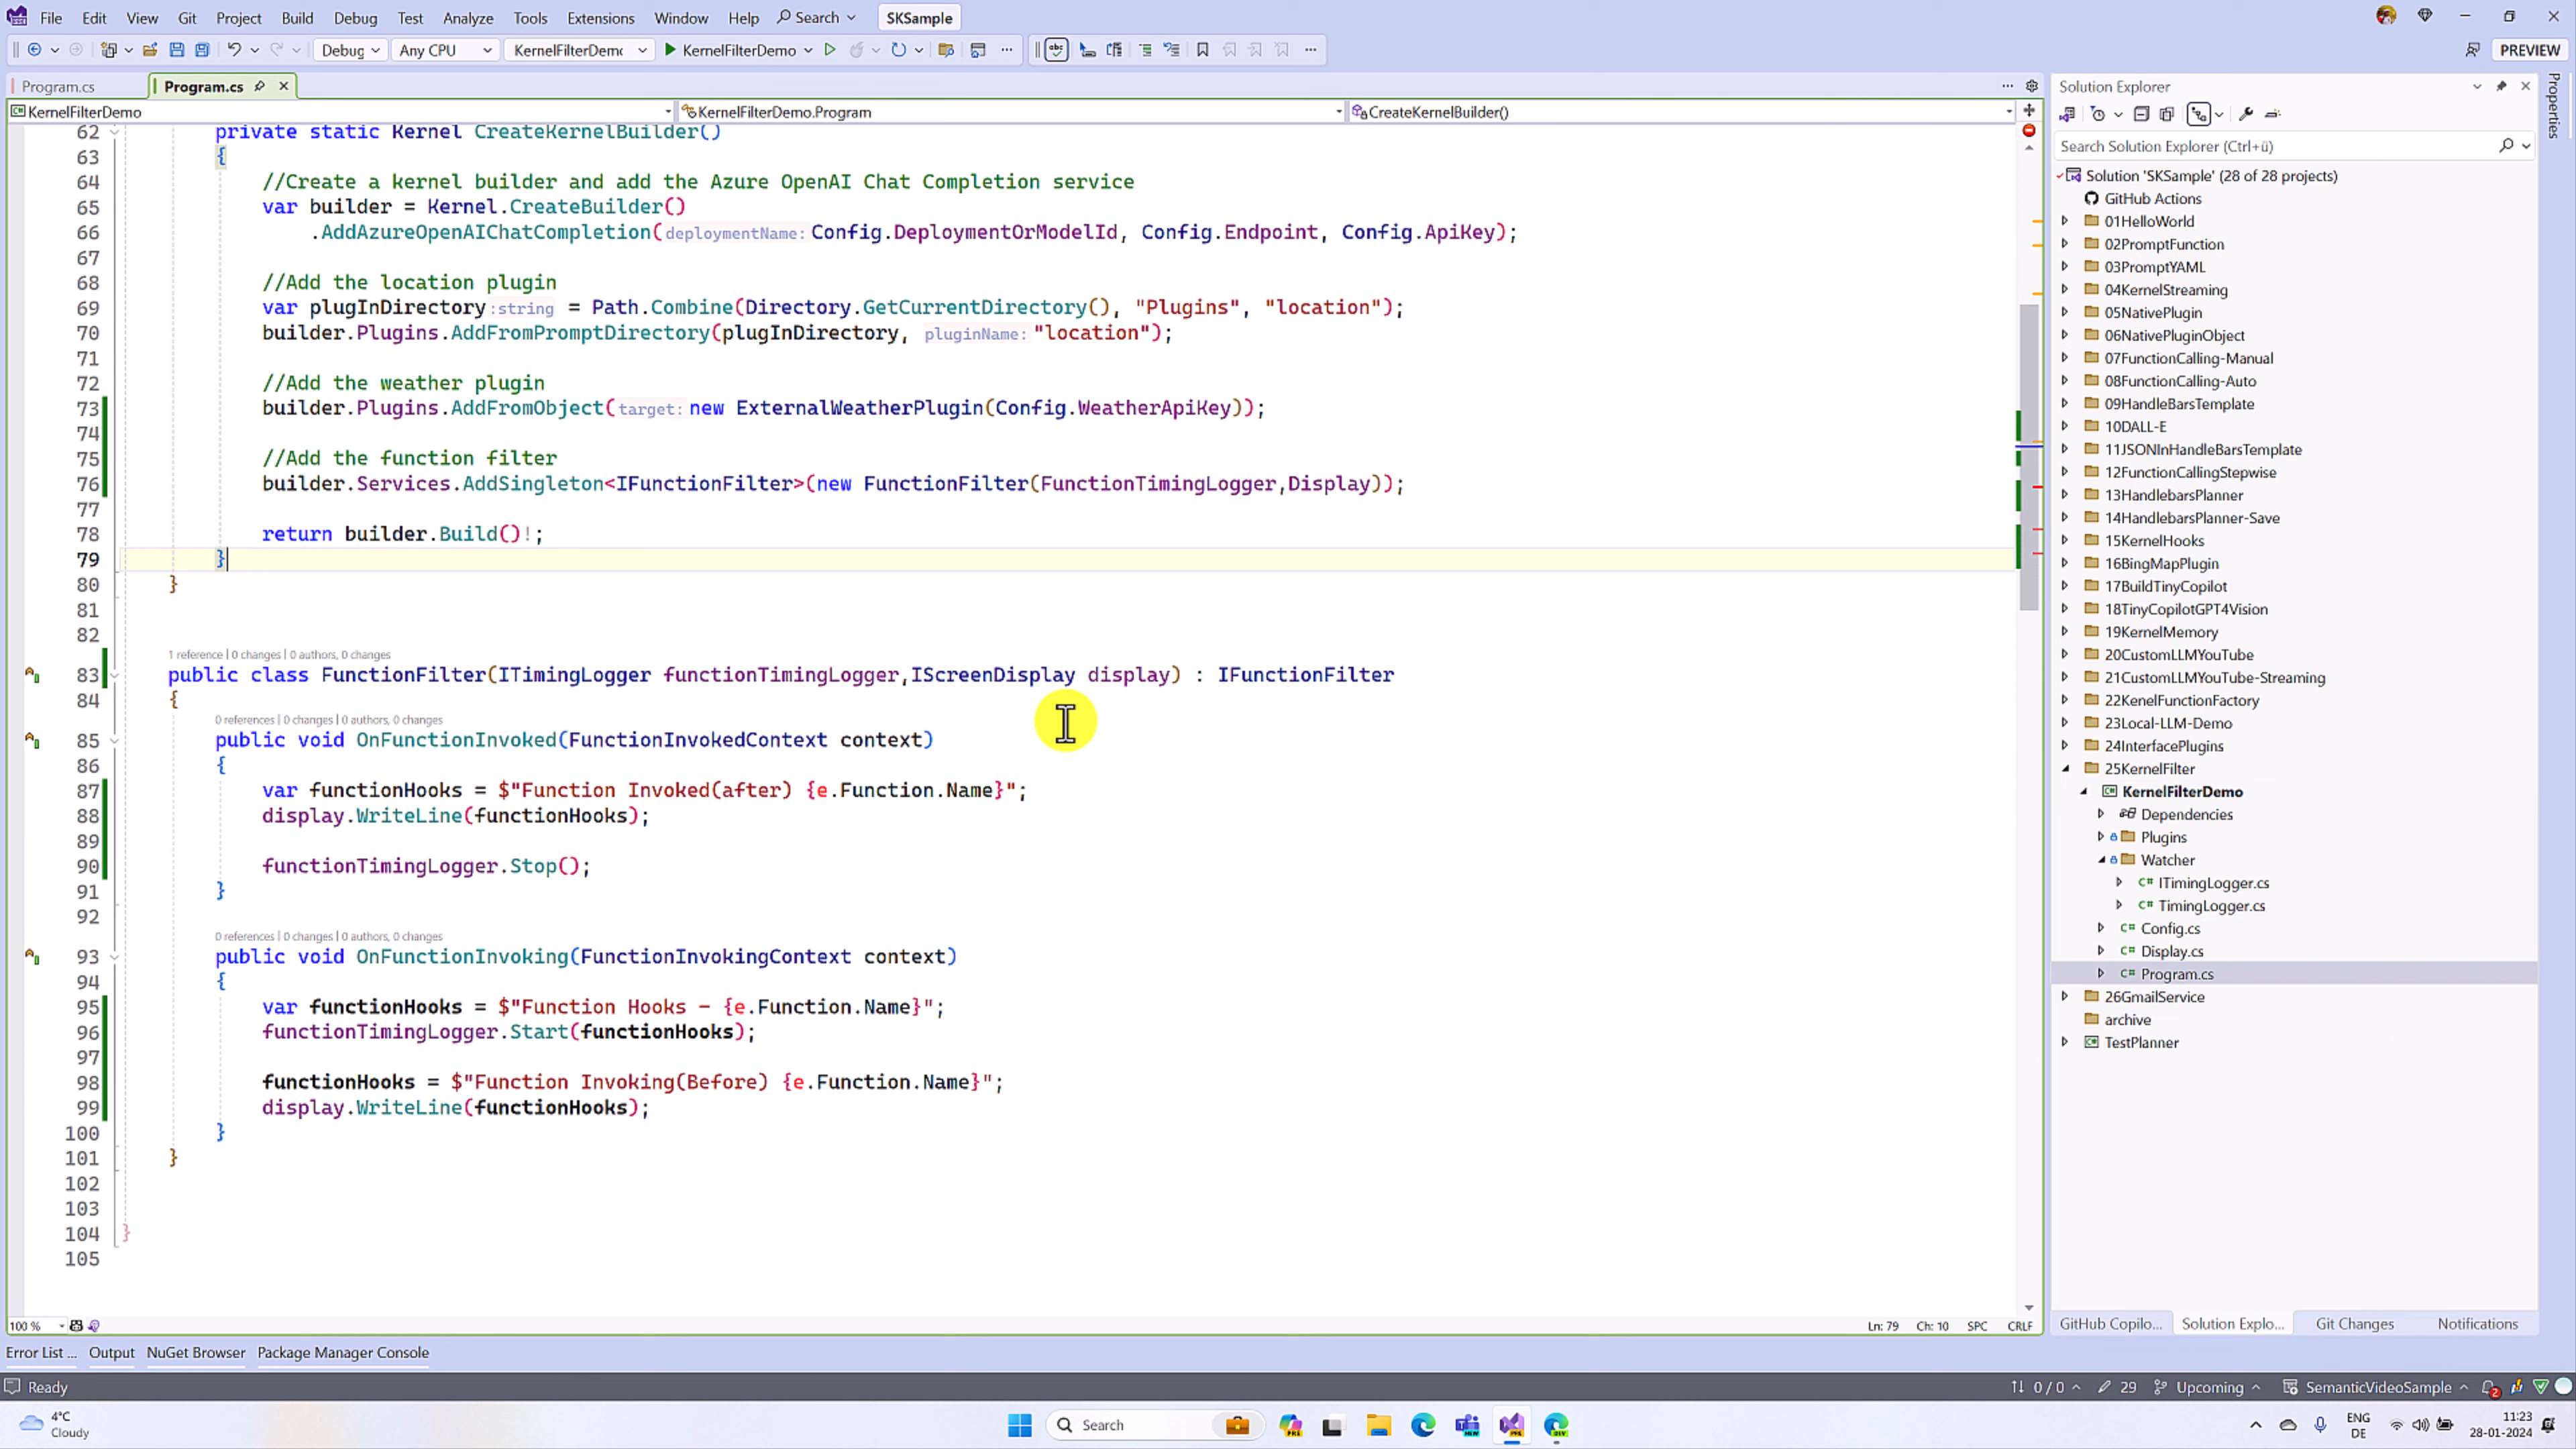 File Edit View Git Project Build Debug Test Analyze Tools Extensions Window Help Search SKSample
Debug Any CPU KernelFilterDemo KernelFilterDemo PREVIEW
Program.cs Program.cs
KernelFilterDemo KernelFilterDemo.Program CreateKernelBuilder()
62 private static Kernel CreateKernelBuilder()
63 {
64 //Create a kernel builder and add the Azure OpenAI Chat Completion service
65 var builder = Kernel.CreateBuilder()
66 .AddAzureOpenAIChatCompletion(deploymentName: Config.DeploymentOrModelId, Config.Endpoint, Config.ApiKey);
67
68 //Add the location plugin
69 var plugInDirectory:string = Path.Combine(Directory.GetCurrentDirectory(), "Plugins", "location");
70 builder.Plugins.AddFromPromptDirectory(plugInDirectory, pluginName: "location");
71
72 //Add the weather plugin
73 builder.Plugins.AddFromObject(target: new ExternalWeatherPlugin(Config.WeatherApiKey));
74
75 //Add the function filter
76 builder.Services.AddSingleton<IFunctionFilter>(new FunctionFilter(FunctionTimingLogger,Display));
77
78 return builder.Build()!;
79 }
80 }
81
82
1 reference | 0 changes | 0 authors, 0 changes
83 public class FunctionFilter(ITimingLogger functionTimingLogger,IScreenDisplay display) : IFunctionFilter
84 {
0 references | 0 changes | 0 authors, 0 changes
85 public void OnFunctionInvoked(FunctionInvokedContext context)
86 {
87 var functionHooks = $"Function Invoked(after) {e.Function.Name}";
88 display.WriteLine(functionHooks);
89
90 functionTimingLogger.Stop();
91 }
92
0 references | 0 changes | 0 authors, 0 changes
93 public void OnFunctionInvoking(FunctionInvokingContext context)
94 {
95 var functionHooks = $"Function Hooks - {e.Function.Name}";
96 functionTimingLogger.Start(functionHooks);
97
98 functionHooks = $"Function Invoking(Before) {e.Function.Name}";
99 display.WriteLine(functionHooks);
100 }
101 }
102
103
104 }
105
100 % Ln: 79 Ch: 10 SPC CRLF
Solution Explorer
Search Solution Explorer (Ctrl+ü)
Solution 'SKSample' (28 of 28 projects)
GitHub Actions
01HelloWorld
02PromptFunction
03PromptYAML
04KernelStreaming
05NativePlugin
06NativePluginObject
07FunctionCalling-Manual
08FunctionCalling-Auto
09HandleBarsTemplate
10DALL-E
11JSONInHandleBarsTemplate
12FunctionCallingStepwise
13HandlebarsPlanner
14HandlebarsPlanner-Save
15KernelHooks
16BingMapPlugin
17BuildTinyCopilot
18TinyCopilotGPT4Vision
19KernelMemory
20CustomLLMYouTube
21CustomLLMYouTube-Streaming
22KenelFunctionFactory
23Local-LLM-Demo
24InterfacePlugins
25KernelFilter
KernelFilterDemo
Dependencies
Plugins
Watcher
C# ITimingLogger.cs
C# TimingLogger.cs
C# Config.cs
C# Display.cs
C# Program.cs
26GmailService
archive
TestPlanner
Properties
GitHub Copilo... Solution Explo... Git Changes Notifications
Error List ... Output NuGet Browser Package Manager Console
Ready 0 / 0 29 Upcoming SemanticVideoSample 2
4°C
Cloudy
Search
ENG
DE
11:23
28-01-2024